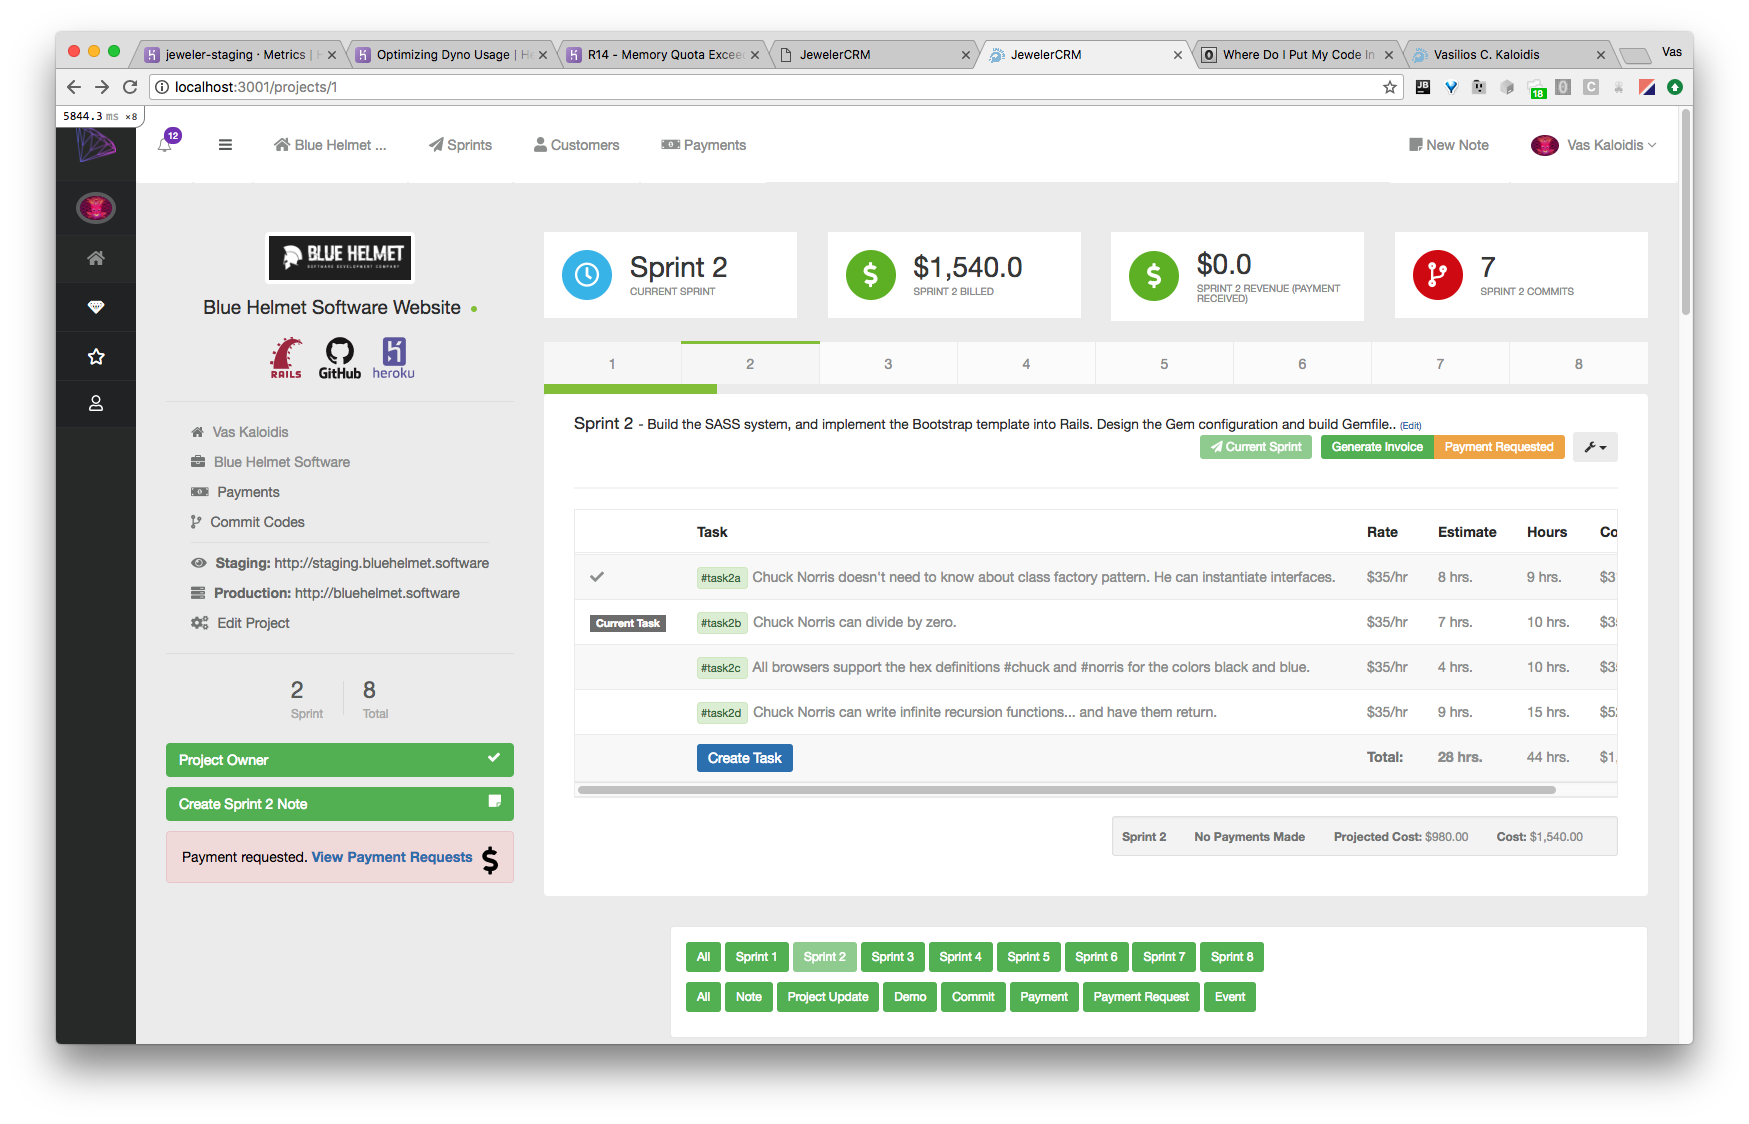 jeweler-staging · Metrics | H
Optimizing Dyno Usage | He
R14 - Memory Quota Exceed
JewelerCRM
JewelerCRM
Where Do I Put My Code In
Vasilios C. Kaloidis
Vas
localhost:3001/projects/1
JB
18
C
5844.3 ms ×8
12
Blue Helmet ...
Sprints
Customers
Payments
New Note
Vas Kaloidis
BLUE HELMET
SOFTWARE DEVELOPMENT COMPANY
Blue Helmet Software Website
RAILS
GitHub
heroku
Vas Kaloidis
Blue Helmet Software
Payments
Commit Codes
Staging: http://staging.bluehelmet.software
Production: http://bluehelmet.software
Edit Project
2
Sprint
8
Total
Project Owner
Create Sprint 2 Note
Payment requested. View Payment Requests
Sprint 2
CURRENT SPRINT
$1,540.0
SPRINT 2 BILLED
$0.0
SPRINT 2 REVENUE (PAYMENT
RECEIVED)
7
SPRINT 2 COMMITS
1 2 3 4 5 6 7 8
Sprint 2 - Build the SASS system, and implement the Bootstrap template into Rails. Design the Gem configuration and build Gemfile.. (Edit)
Current Sprint
Generate Invoice
Payment Requested
Task Rate Estimate Hours Co
#task2a Chuck Norris doesn't need to know about class factory pattern. He can instantiate interfaces. $35/hr 8 hrs. 9 hrs. $3
Current Task #task2b Chuck Norris can divide by zero. $35/hr 7 hrs. 10 hrs. $3
#task2c All browsers support the hex definitions #chuck and #norris for the colors black and blue. $35/hr 4 hrs. 10 hrs. $3
#task2d Chuck Norris can write infinite recursion functions... and have them return. $35/hr 9 hrs. 15 hrs. $5
Create Task Total: 28 hrs. 44 hrs. $1,
Sprint 2 No Payments Made Projected Cost: $980.00 Cost: $1,540.00
All Sprint 1 Sprint 2 Sprint 3 Sprint 4 Sprint 5 Sprint 6 Sprint 7 Sprint 8
All Note Project Update Demo Commit Payment Payment Request Event